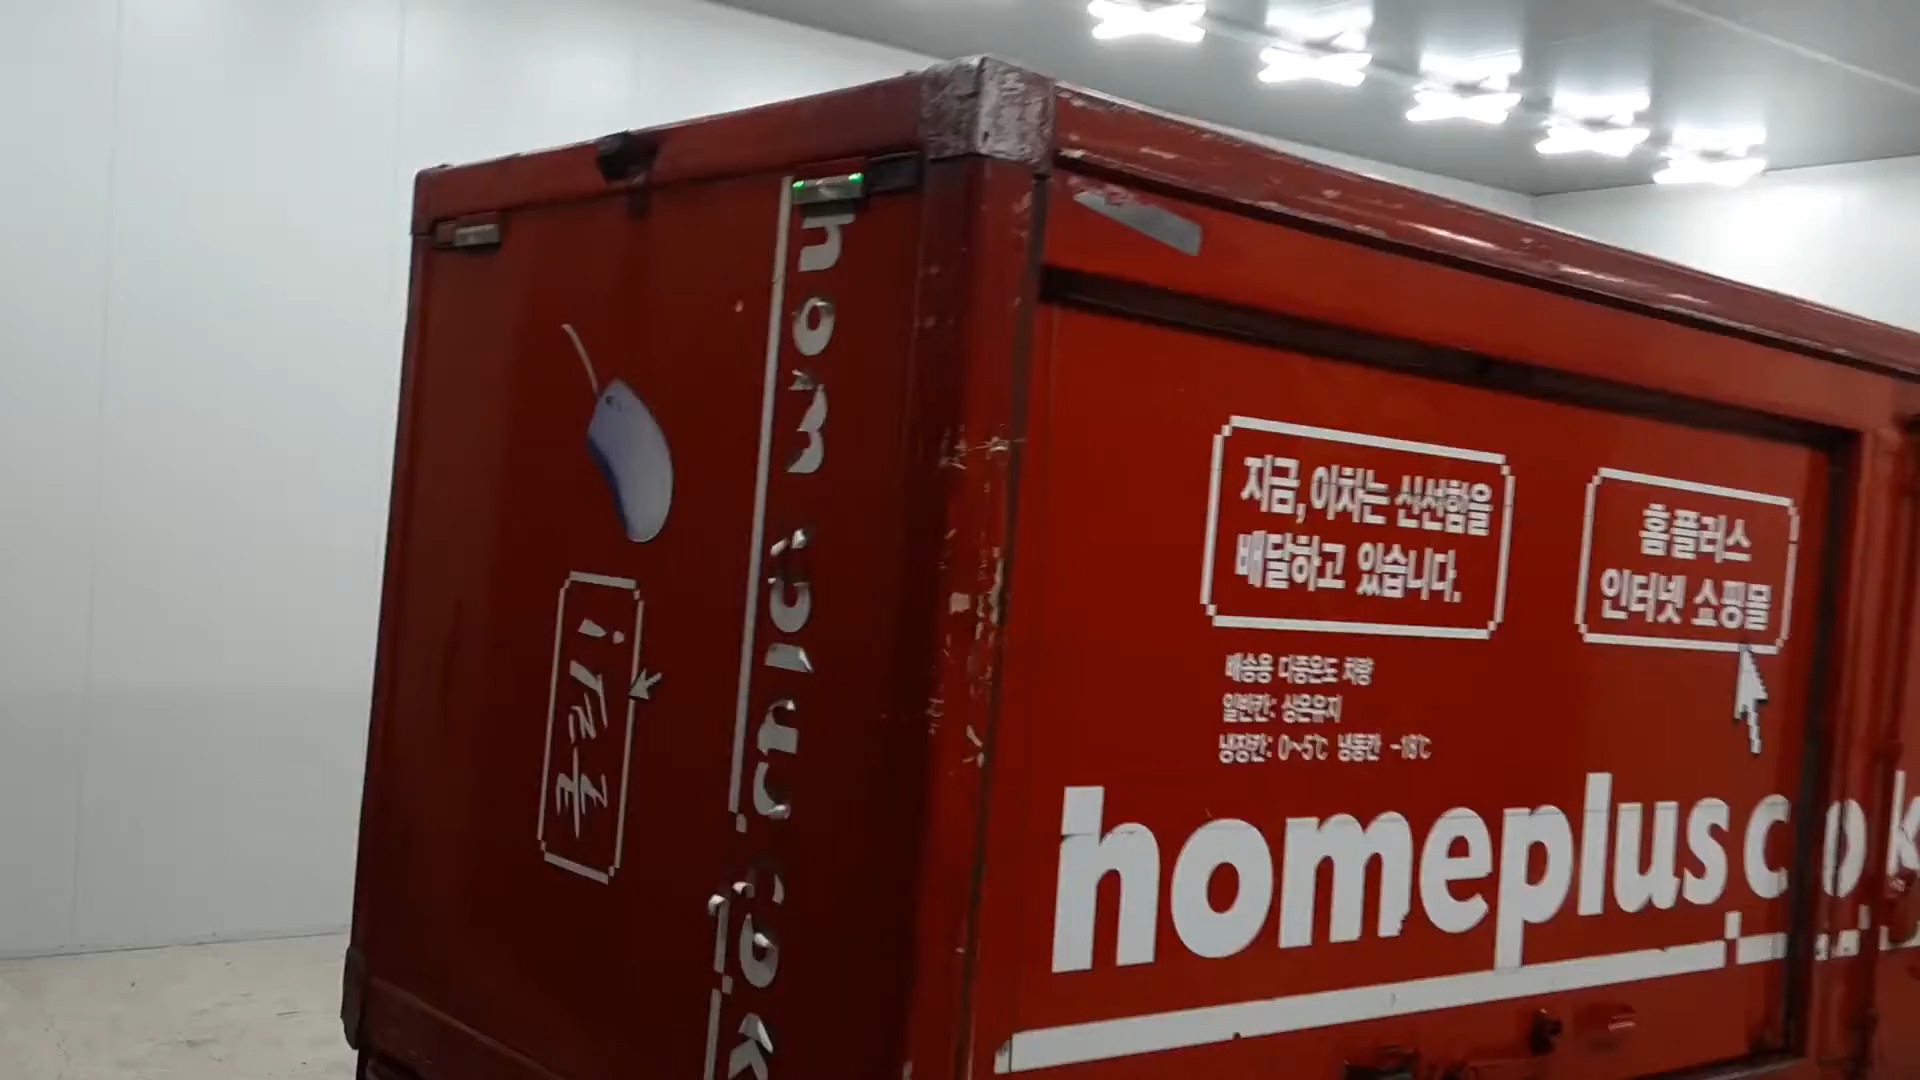 지금, 이차는 신선함을
배달하고 있습니다.
홈플러스
인터넷 쇼핑몰
배송용 다중온도 차량
일반칸: 상온유지
냉장칸: 0~5℃ 냉동칸 -18℃
homeplus.co.k
homeplus.co.k